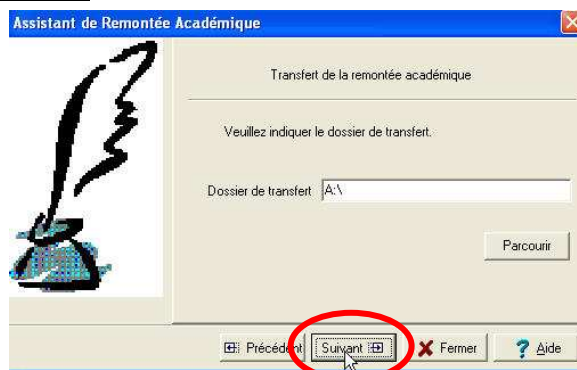 Assistant de Remontée Académique
Transfert de la remontée académique
Veuillez indiquer le dossier de transfert.
Dossier de transfert A:\
Parcourir
Précédent Suivant Fermer ? Aide